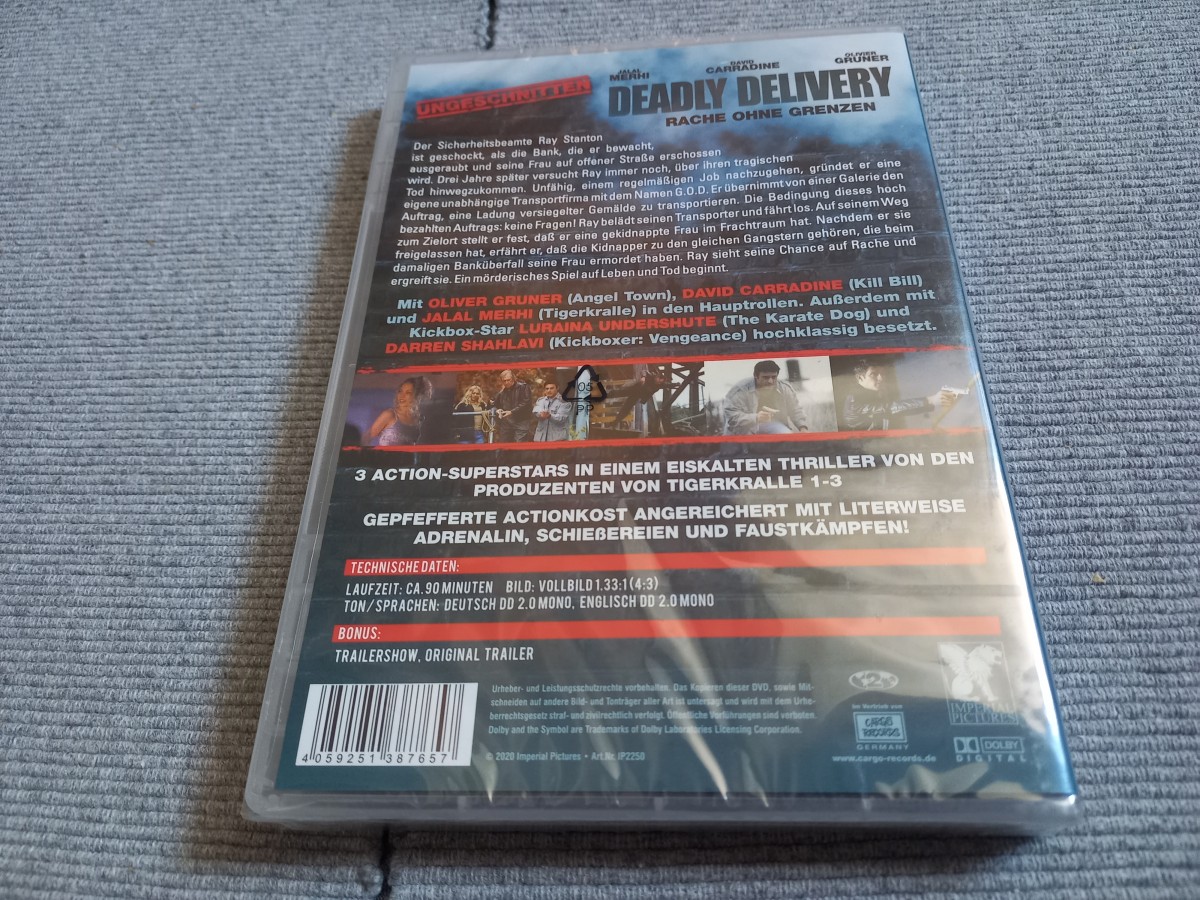 UNGESCHNITTEN
JALAL MERHI
DAVID CARRADINE
OLIVIER GRUNER
DEADLY DELIVERY
RACHE OHNE GRENZEN
Der Sicherheitsbeamte Ray Stanton
ist geschockt, als die Bank, die er bewacht,
ausgeraubt und seine Frau auf offener Straße erschossen
wird. Drei Jahre später versucht Ray immer noch, über ihren tragischen
Tod hinwegzukommen. Unfähig, einem regelmäßigen Job nachzugehen, gründet er eine
eigene unabhängige Transportfirma mit dem Namen G.O.D. Er übernimmt von einer Galerie den
Auftrag, eine Ladung versiegelter Gemälde zu transportieren. Die Bedingung dieses hoch
bezahlten Auftrags: keine Fragen! Ray belädt seinen Transporter und fährt los. Auf seinem Weg
zum Zielort stellt er fest, daß er eine gekidnappte Frau im Frachtraum hat. Nachdem er sie
freigelassen hat, erfährt er, daß die Kidnapper zu den gleichen Gangstern gehören, die beim
damaligen Banküberfall seine Frau ermordet haben. Ray sieht seine Chance auf Rache und
ergreift sie. Ein mörderisches Spiel auf Leben und Tod beginnt.
Mit OLIVER GRUNER (Angel Town), DAVID CARRADINE (Kill Bill)
und JALAL MERHI (Tigerkralle) in den Hauptrollen. Außerdem mit
Kickbox-Star LURAINA UNDERSHUTE (The Karate Dog) und
DARREN SHAHLAVI (Kickboxer: Vengeance) hochklassig besetzt.
05
PP
3 ACTION-SUPERSTARS IN EINEM EISKALTEN THRILLER VON DEN
PRODUZENTEN VON TIGERKRALLE 1-3
GEPFEFFERTE ACTIONKOST ANGEREICHERT MIT LITERWEISE
ADRENALIN, SCHIEßEREIEN UND FAUSTKÄMPFEN!
TECHNISCHE DATEN:
LAUFZEIT: CA. 90 MINUTEN BILD: VOLLBILD 1.33:1 (4:3)
TON/SPRACHEN: DEUTSCH DD 2.0 MONO, ENGLISCH DD 2.0 MONO
BONUS:
TRAILERSHOW, ORIGINAL TRAILER
Urheber- und Leistungsschutzrechte vorbehalten. Das Kopieren dieser DVD, sowie Mit-
schneiden auf andere Bild- und Tonträger aller Art ist untersagt und wird mit dem Urhe-
berrechtsgesetz straf- und zivilrechtlich verfolgt. Öffentliche Vorführungen sind verboten.
Dolby and the Symbol are Trademarks of Dolby Laboratories Licensing Corporation.
© 2020 Imperial Pictures • Art.Nr. IP2250
4 059251 387657
2
Im Vertrieb von
CARGO
RECORDS
GERMANY
www.cargo-records.de
IMPERIAL
PICTURES
DOLBY
DIGITAL